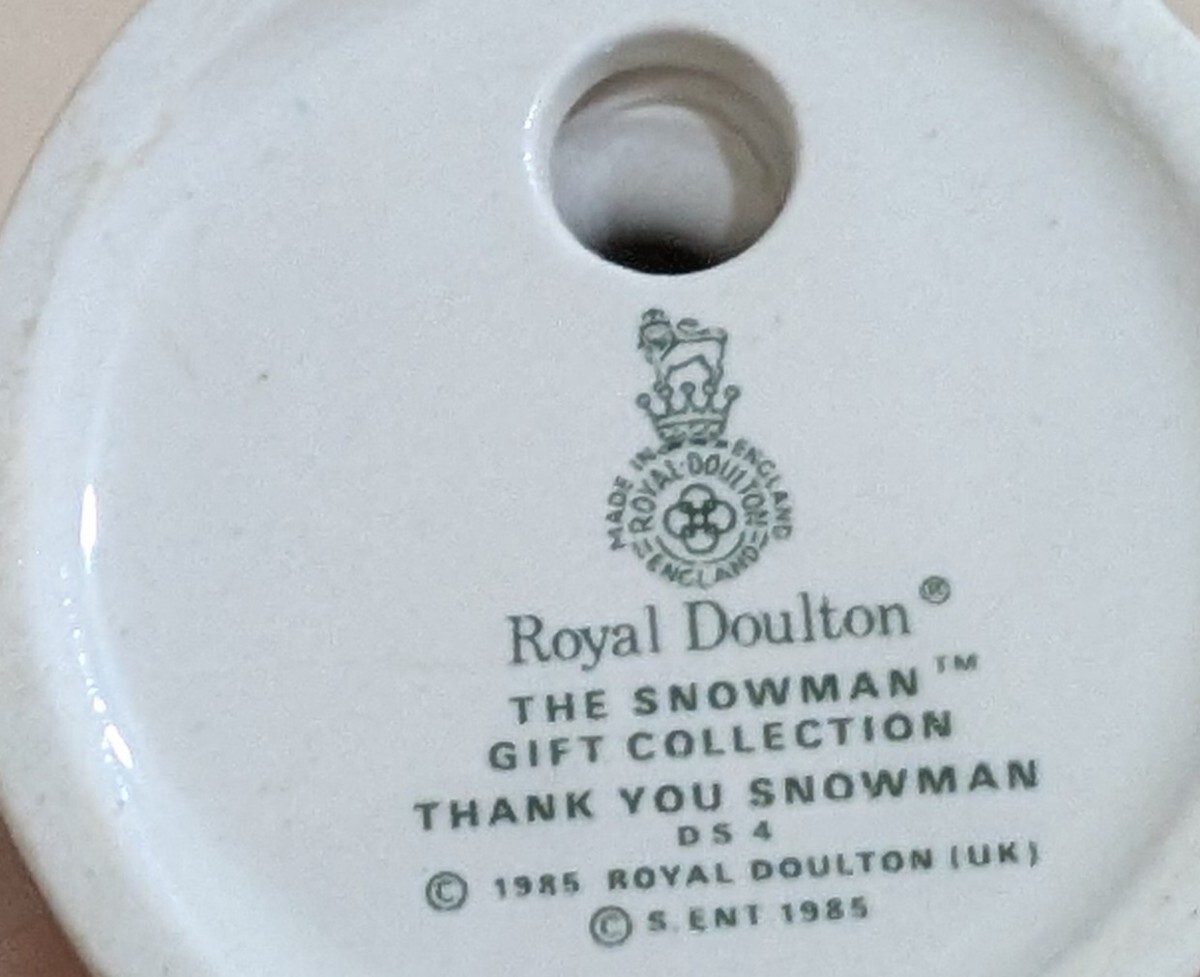 MADE IN ENGLAND
ROYAL·DOULTON
ENGLAND
Royal Doulton®
THE SNOWMAN™
GIFT COLLECTION
THANK YOU SNOWMAN
DS 4
© 1985 ROYAL DOULTON (UK)
© S. ENT 1985